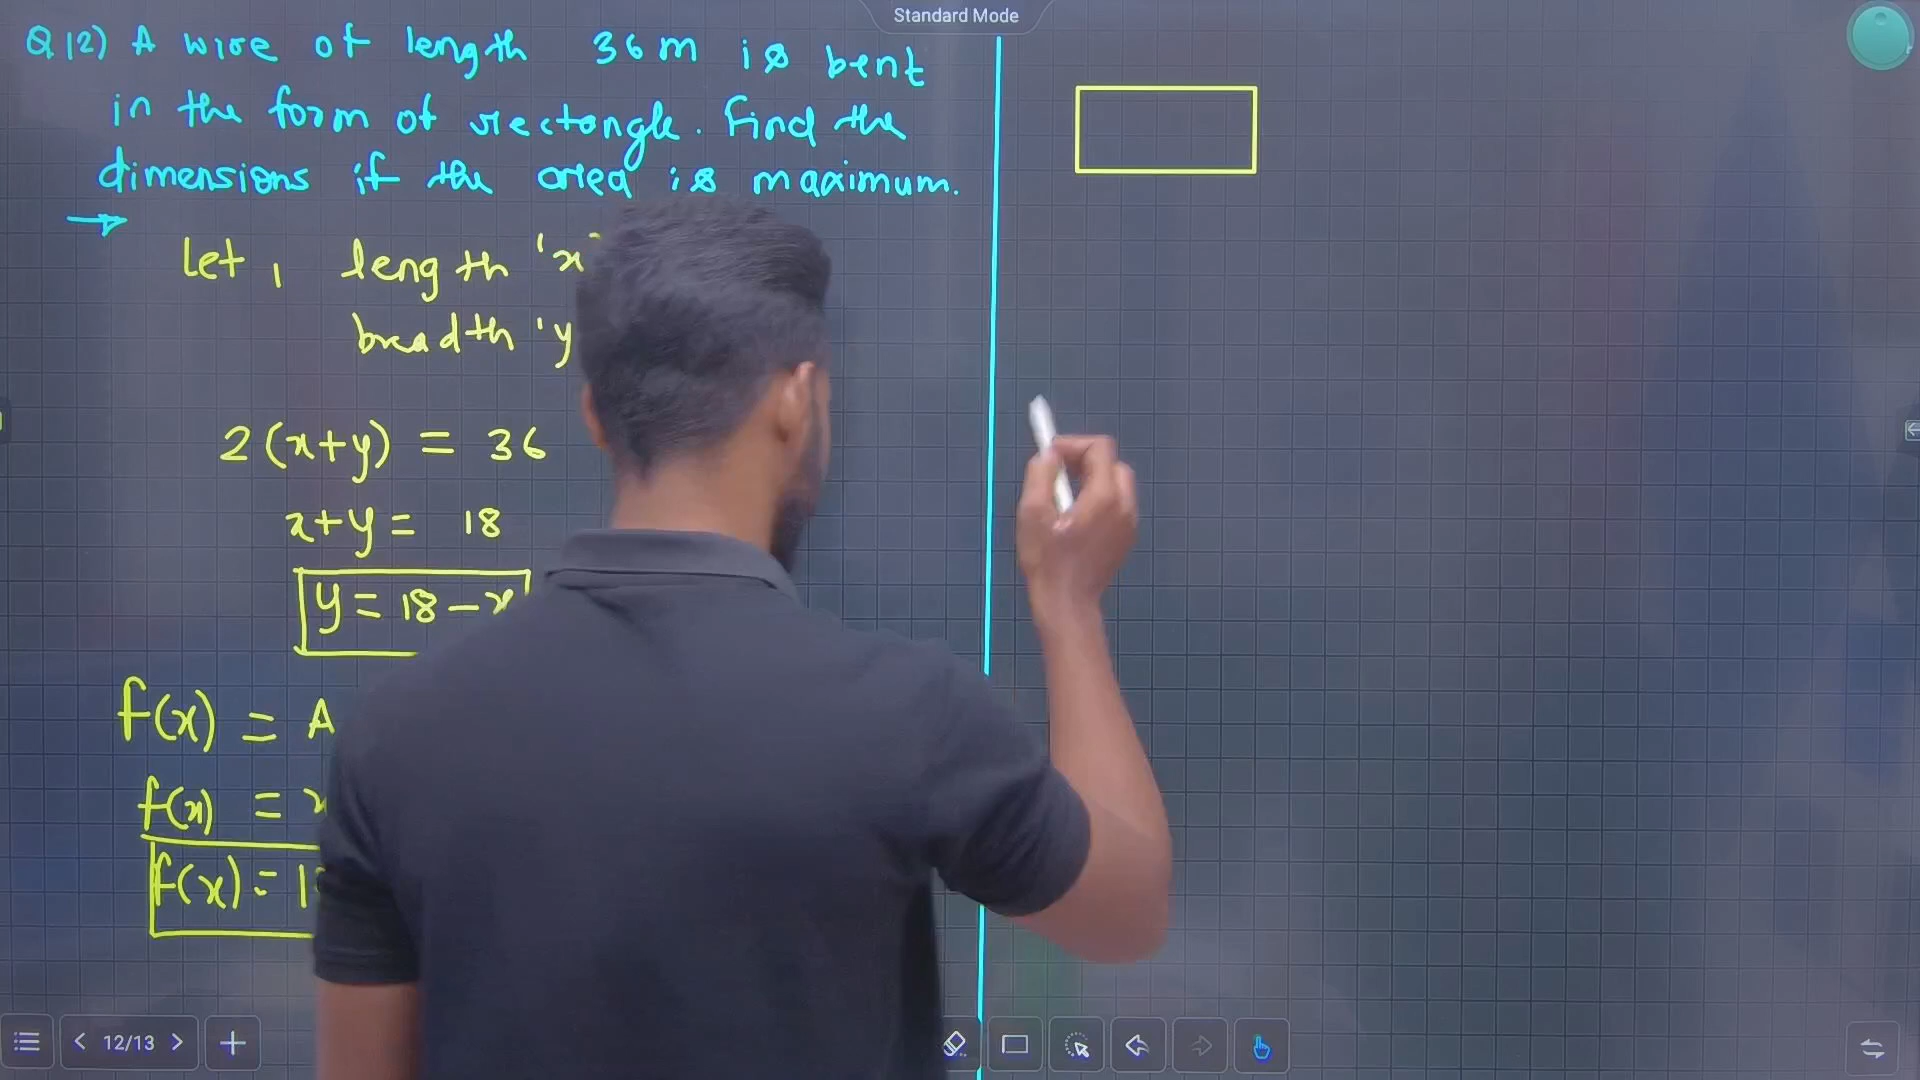 Standard Mode
Q 12) A wire of length 36 m is bent
in the form of rectangle. Find the
dimensions if the area is maximum.
Let, length 'x'
breadth 'y
2(x+y) = 36
x+y = 18
y = 18-x
f(x) = A
f(x) = x
f(x) = 1
12/13